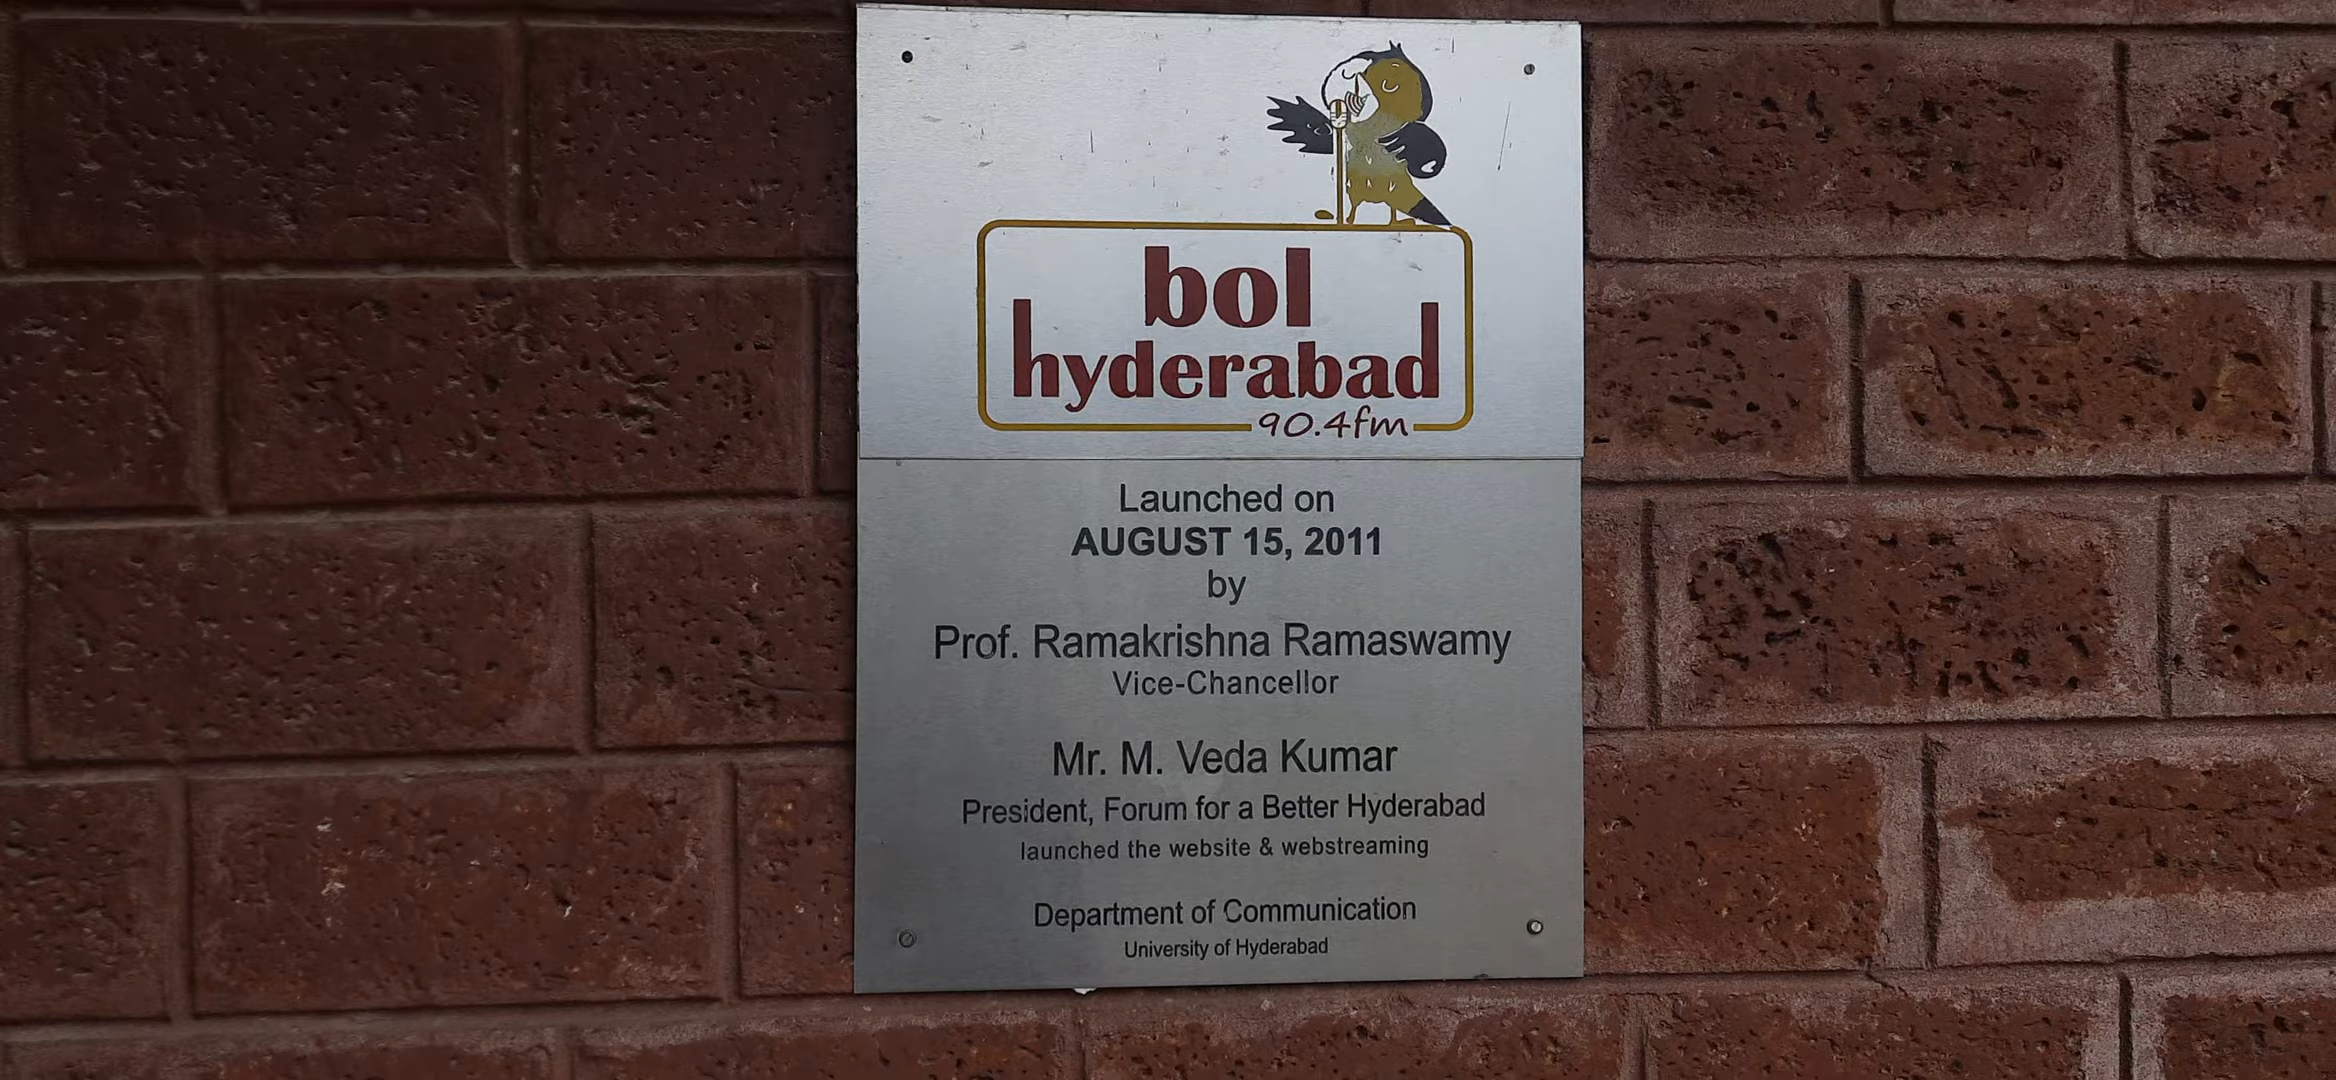 bol
hyderabad
90.4fm
Launched on
AUGUST 15, 2011
by
Prof. Ramakrishna Ramaswamy
Vice-Chancellor
Mr. M. Veda Kumar
President, Forum for a Better Hyderabad
launched the website & webstreaming
Department of Communication
University of Hyderabad